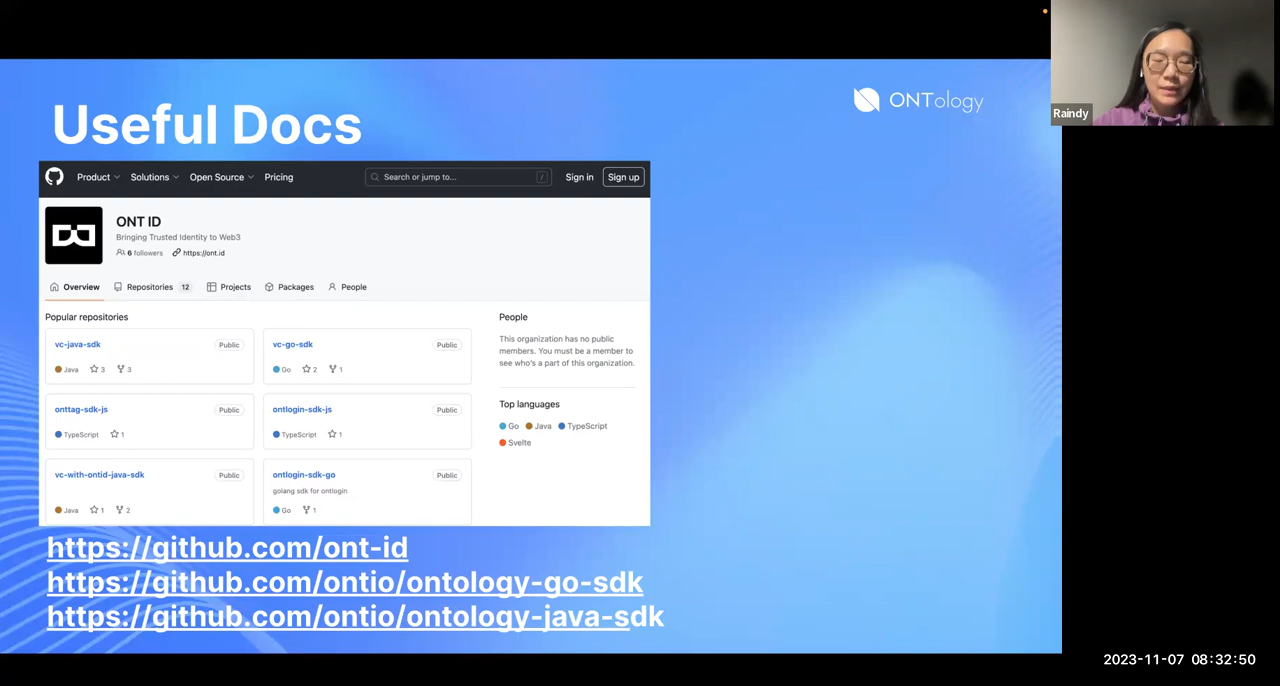 Useful Docs
ONTology
Raindy
Product Solutions Open Source Pricing
Search or jump to... /
Sign in Sign up
ONT ID
Bringing Trusted Identity to Web3
6 followers https://ont.id
Overview Repositories 12 Projects Packages People
Popular repositories
vc-java-sdk Public
Java 3 3
vc-go-sdk Public
Go 2 1
onttag-sdk-js Public
TypeScript 1
ontlogin-sdk-js Public
TypeScript 1
vc-with-ontid-java-sdk Public
Java 1 2
ontlogin-sdk-go Public
golang sdk for ontlogin
Go 1
People
This organization has no public
members. You must be a member to
see who's a part of this organization.
Top languages
Go Java TypeScript
Svelte
https://github.com/ont-id
https://github.com/ontio/ontology-go-sdk
https://github.com/ontio/ontology-java-sdk
2023-11-07 08:32:50